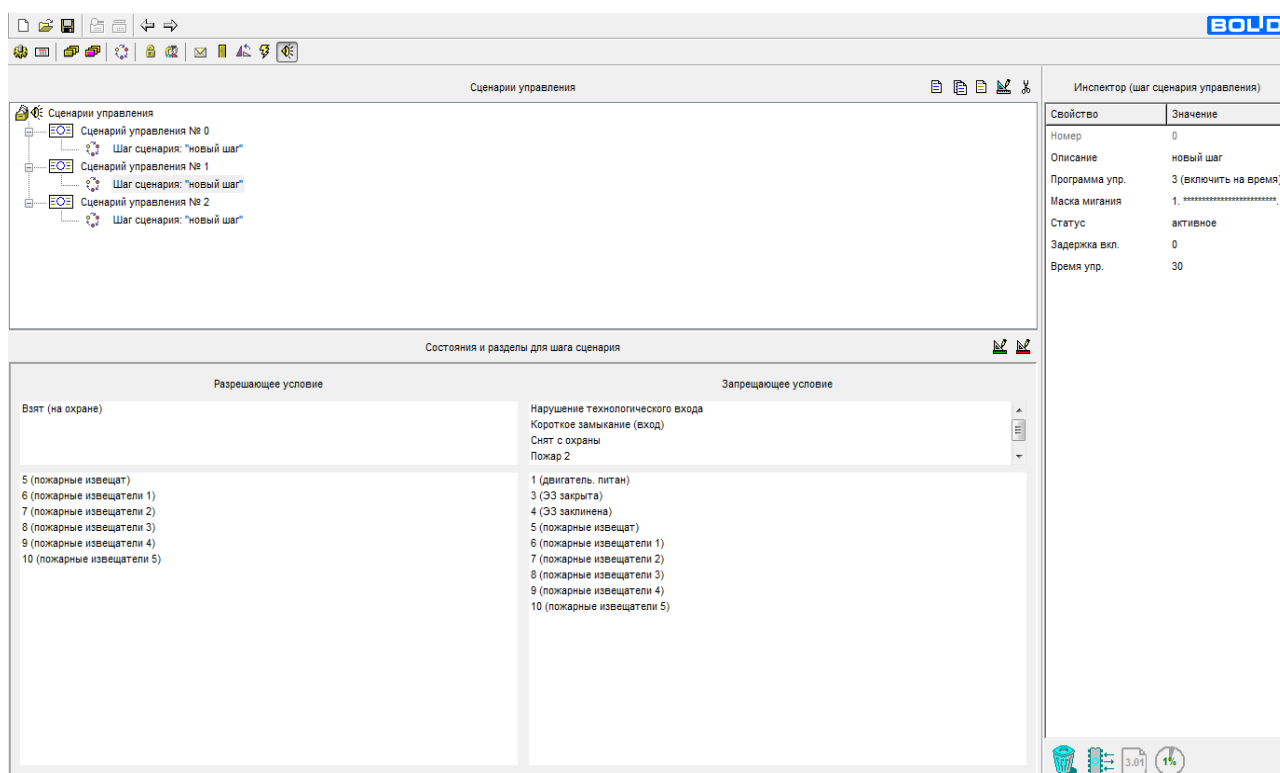 BOLID
Сценарии управления
Инспектор (шаг сценария управления)
Сценарии управления
Сценарий управления № 0
Шаг сценария: "новый шаг"
Сценарий управления № 1
Шаг сценария: "новый шаг"
Сценарий управления № 2
Шаг сценария: "новый шаг"
Свойство Значение
Номер 0
Описание новый шаг
Программа упр. 3 (включить на время)
Маска мигания 1. *************************...
Статус активное
Задержка вкл. 0
Время упр. 30
Состояния и разделы для шага сценария
Разрешающее условие
Запрещающее условие
Взят (на охране)
Нарушение технологического входа
Короткое замыкание (вход)
Снят с охраны
Пожар 2
5 (пожарные извещат)
6 (пожарные извещатели 1)
7 (пожарные извещатели 2)
8 (пожарные извещатели 3)
9 (пожарные извещатели 4)
10 (пожарные извещатели 5)
1 (двигатель. питан)
3 (ЭЗ закрыта)
4 (ЭЗ заклинена)
5 (пожарные извещат)
6 (пожарные извещатели 1)
7 (пожарные извещатели 2)
8 (пожарные извещатели 3)
9 (пожарные извещатели 4)
10 (пожарные извещатели 5)
3.01
1%